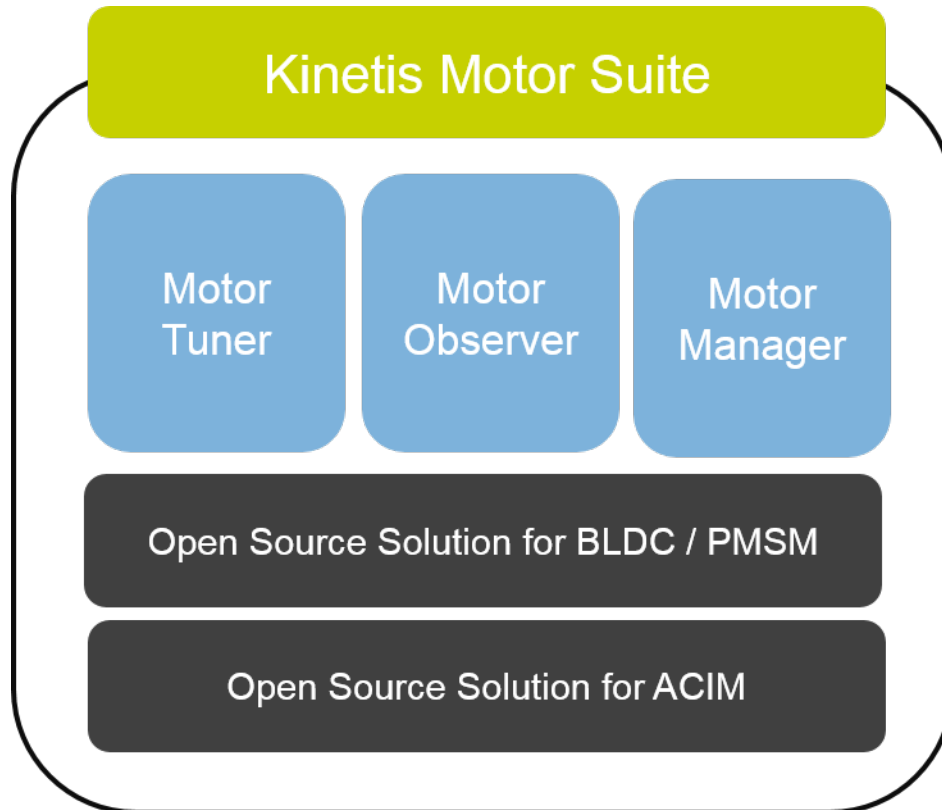 Kinetis Motor Suite
Motor
Tuner
Motor
Observer
Motor
Manager
Open Source Solution for BLDC / PMSM
Open Source Solution for ACIM